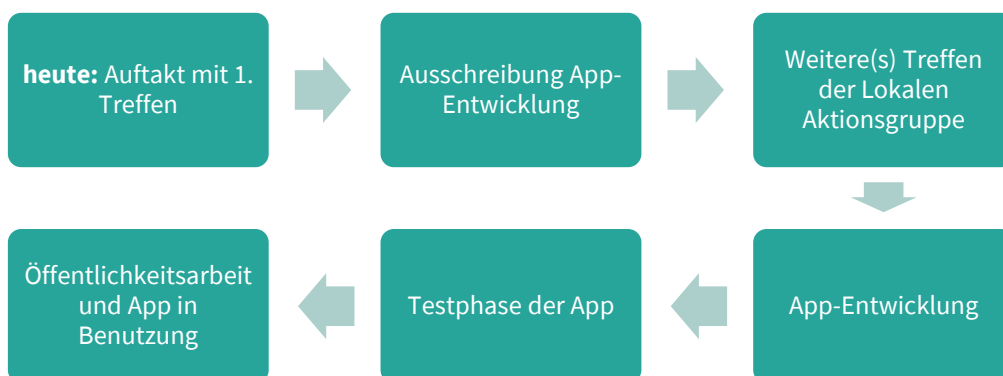 heute: Auftakt mit 1.
Treffen
Ausschreibung App-
Entwicklung
Weitere(s) Treffen
der Lokalen
Aktionsgruppe
App-Entwicklung
Testphase der App
Öffentlichkeitsarbeit
und App in
Benutzung